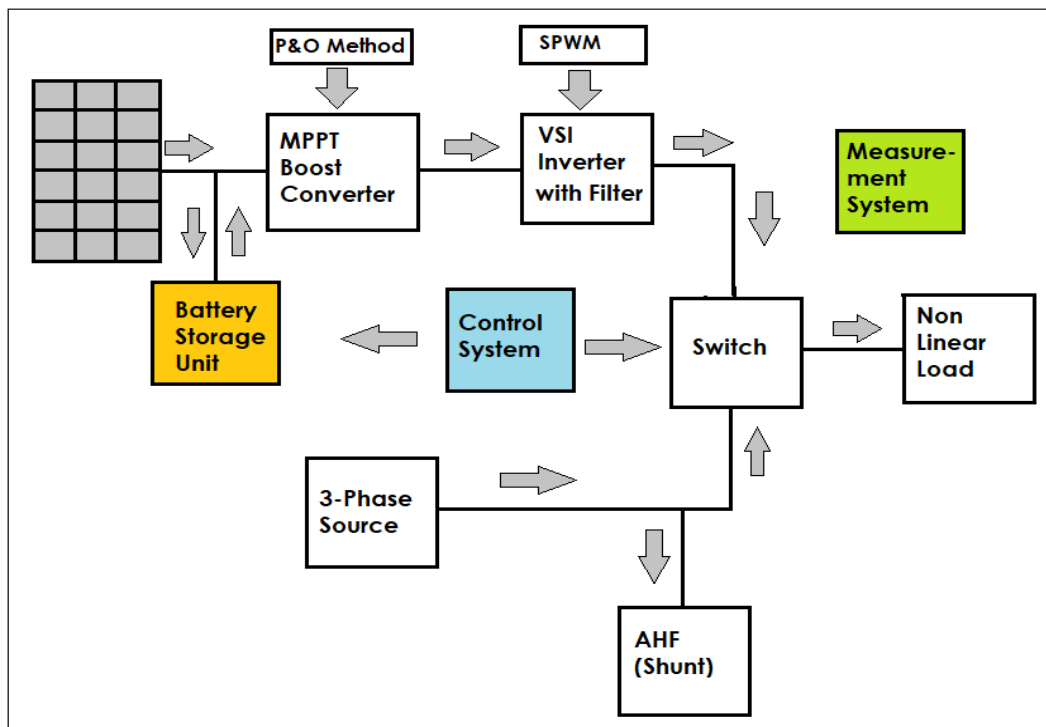 P&O Method
SPWM
MPPT
Boost
Converter
VSI
Inverter
with Filter
Measure-
ment
System
Battery
Storage
Unit
Control
System
Switch
Non
Linear
Load
3-Phase
Source
AHF
(Shunt)